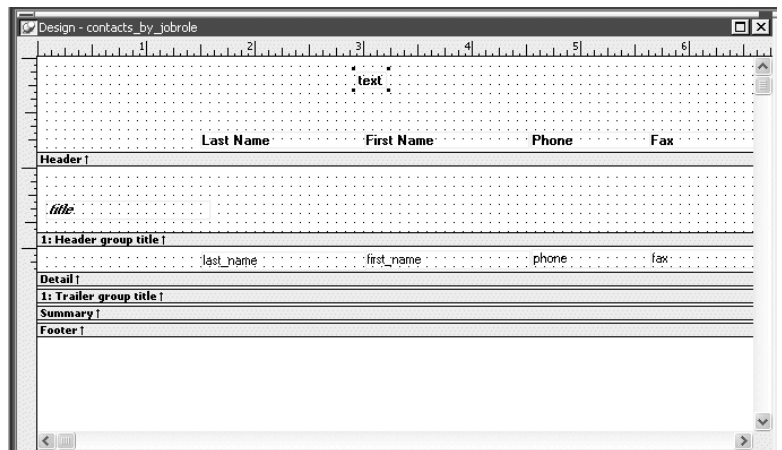 Design - contacts_by_jobrole
1 2 3 4 5 6
text
Last Name First Name Phone Fax
Header ↑
title
1: Header group title ↑
last_name first_name phone fax
Detail ↑
1: Trailer group title ↑
Summary ↑
Footer ↑